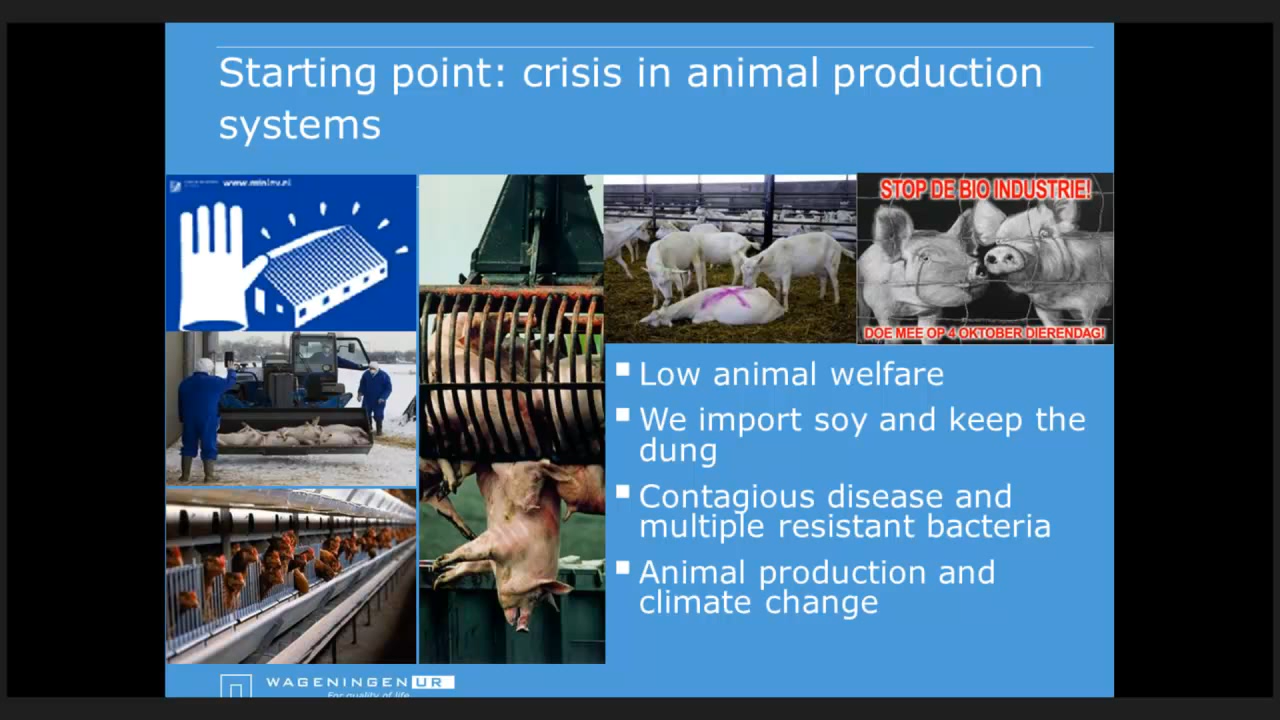 Starting point: crisis in animal production
systems
www.minlnv.nl
STOP DE BIO INDUSTRIE!
DOE MEE OP 4 OKTOBER DIERENDAG!
Low animal welfare
We import soy and keep the
dung
Contagious disease and
multiple resistant bacteria
Animal production and
climate change
WAGENINGEN UR
For quality of life